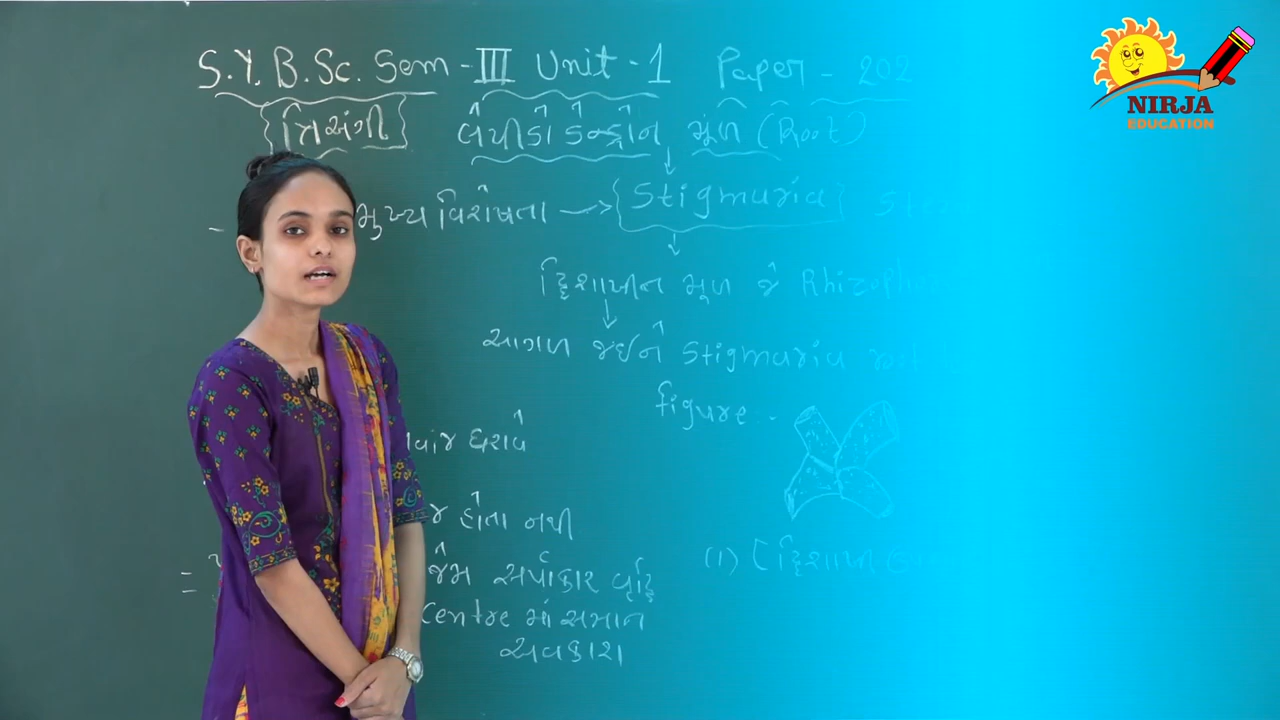 S.Y. B.Sc. Sem - III Unit - 1 Paper - 202
{ત્રિઅંગી} લેપીડોડેન્ડ્રોન મૂળ (Root)
મુખ્ય વિશેષતા → {Stigmaria}
દ્વિશાખીત મૂળ જે
આગળ જઈને Stigmaria root
figure -
ધરાવે
હોતા નથી
જેમ સર્પાકાર વૃદ્ધિ
(1) [દ્વિશાખી
Centre માં સમાન
અવકાશ
NIRJA
EDUCATION